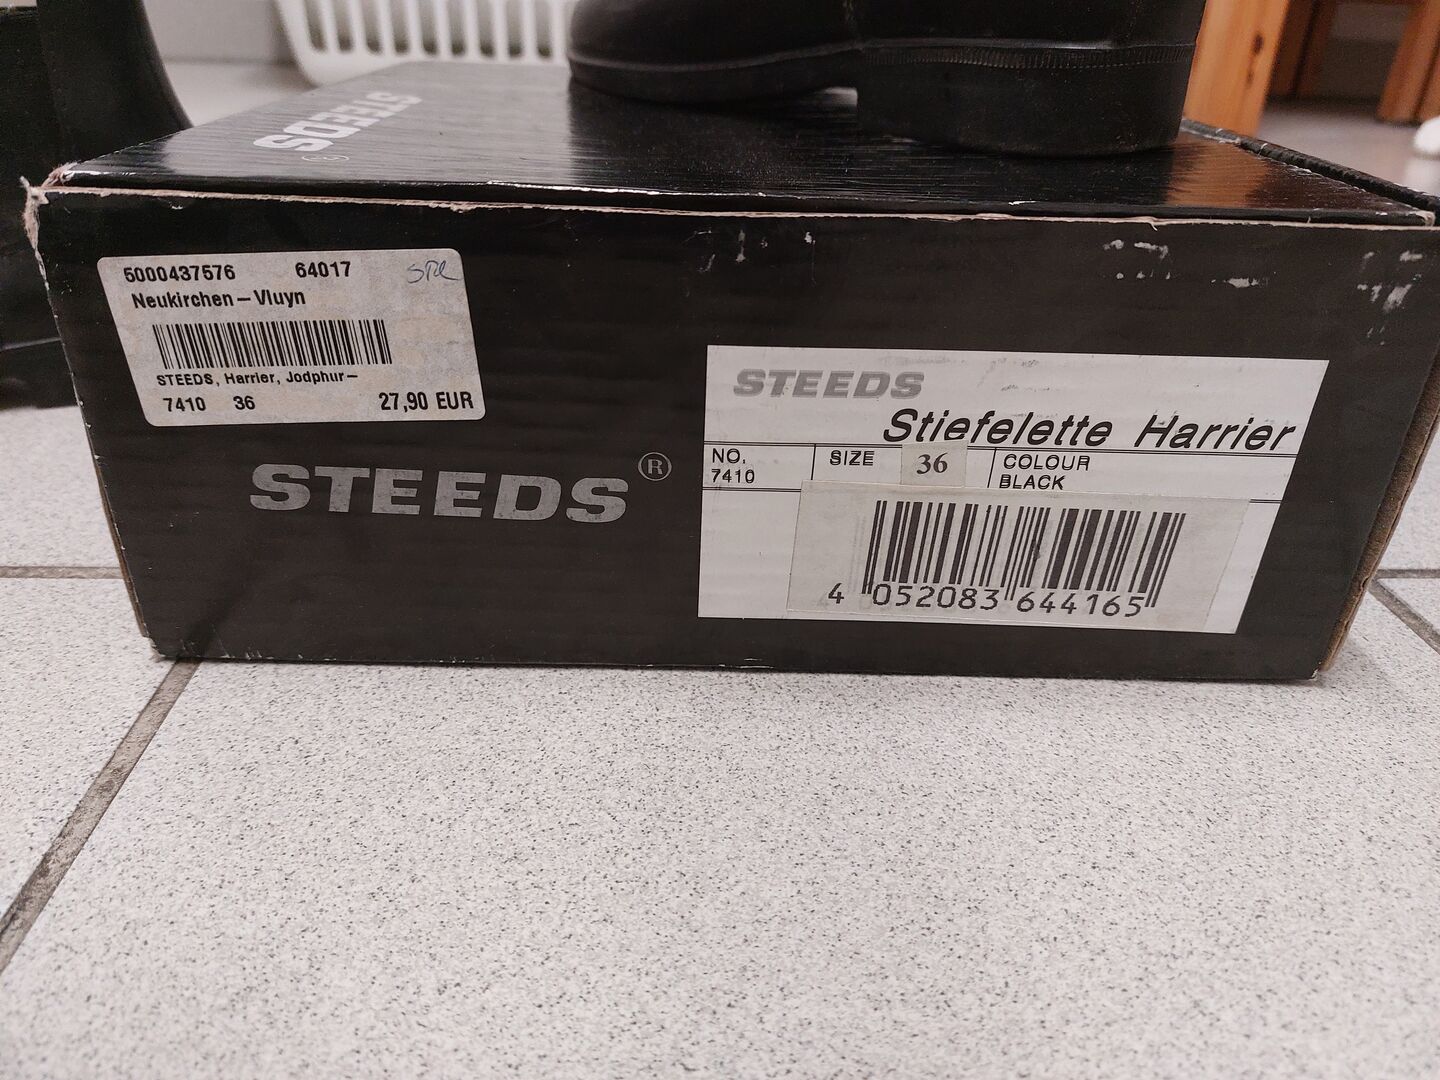 STEEDS
®
5000437576 64017
Neukirchen-Vluyn
STEEDS, Harrier, Jodphur-
7410 36 27,90 EUR
STEEDS®
STEEDS
Stiefelette Harrier
NO. SIZE 36 COLOUR
7410 BLACK
4 052083 644165